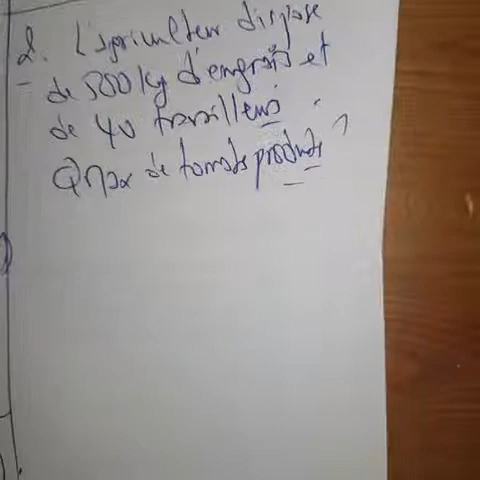 2. L'agriculteur dispose
de 500 kg d'engrais et
de 40 travailleurs.
Qmax de tomates produits ?